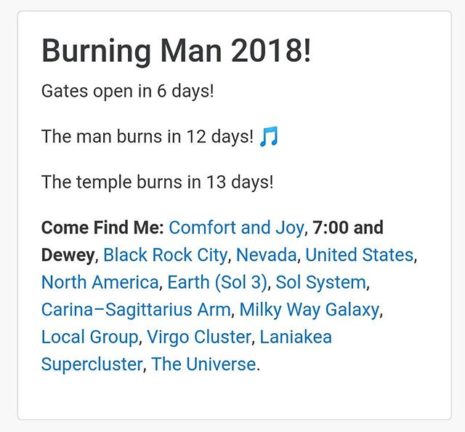 Burning Man 2018!
Gates open in 6 days!
The man burns in 12 days! 🎵
The temple burns in 13 days!
Come Find Me: Comfort and Joy, 7:00 and
Dewey, Black Rock City, Nevada, United States,
North America, Earth (Sol 3), Sol System,
Carina–Sagittarius Arm, Milky Way Galaxy,
Local Group, Virgo Cluster, Laniakea
Supercluster, The Universe.